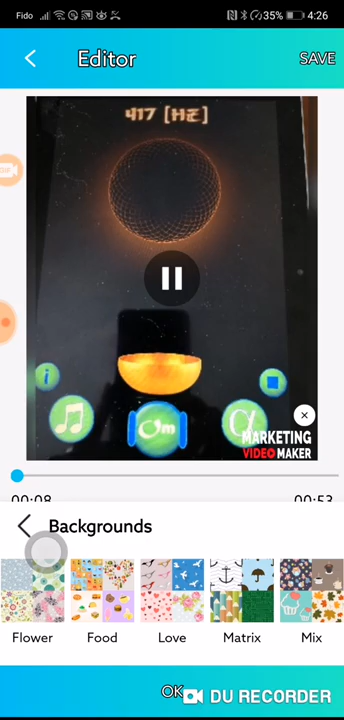 Fido 35% 4:26
Editor SAVE
417 [HZ]
i
Om
α
MARKETING
VIDEO MAKER
00:08 00:53
Backgrounds
Flower Food Love Matrix Mix
OK
DU RECORDER